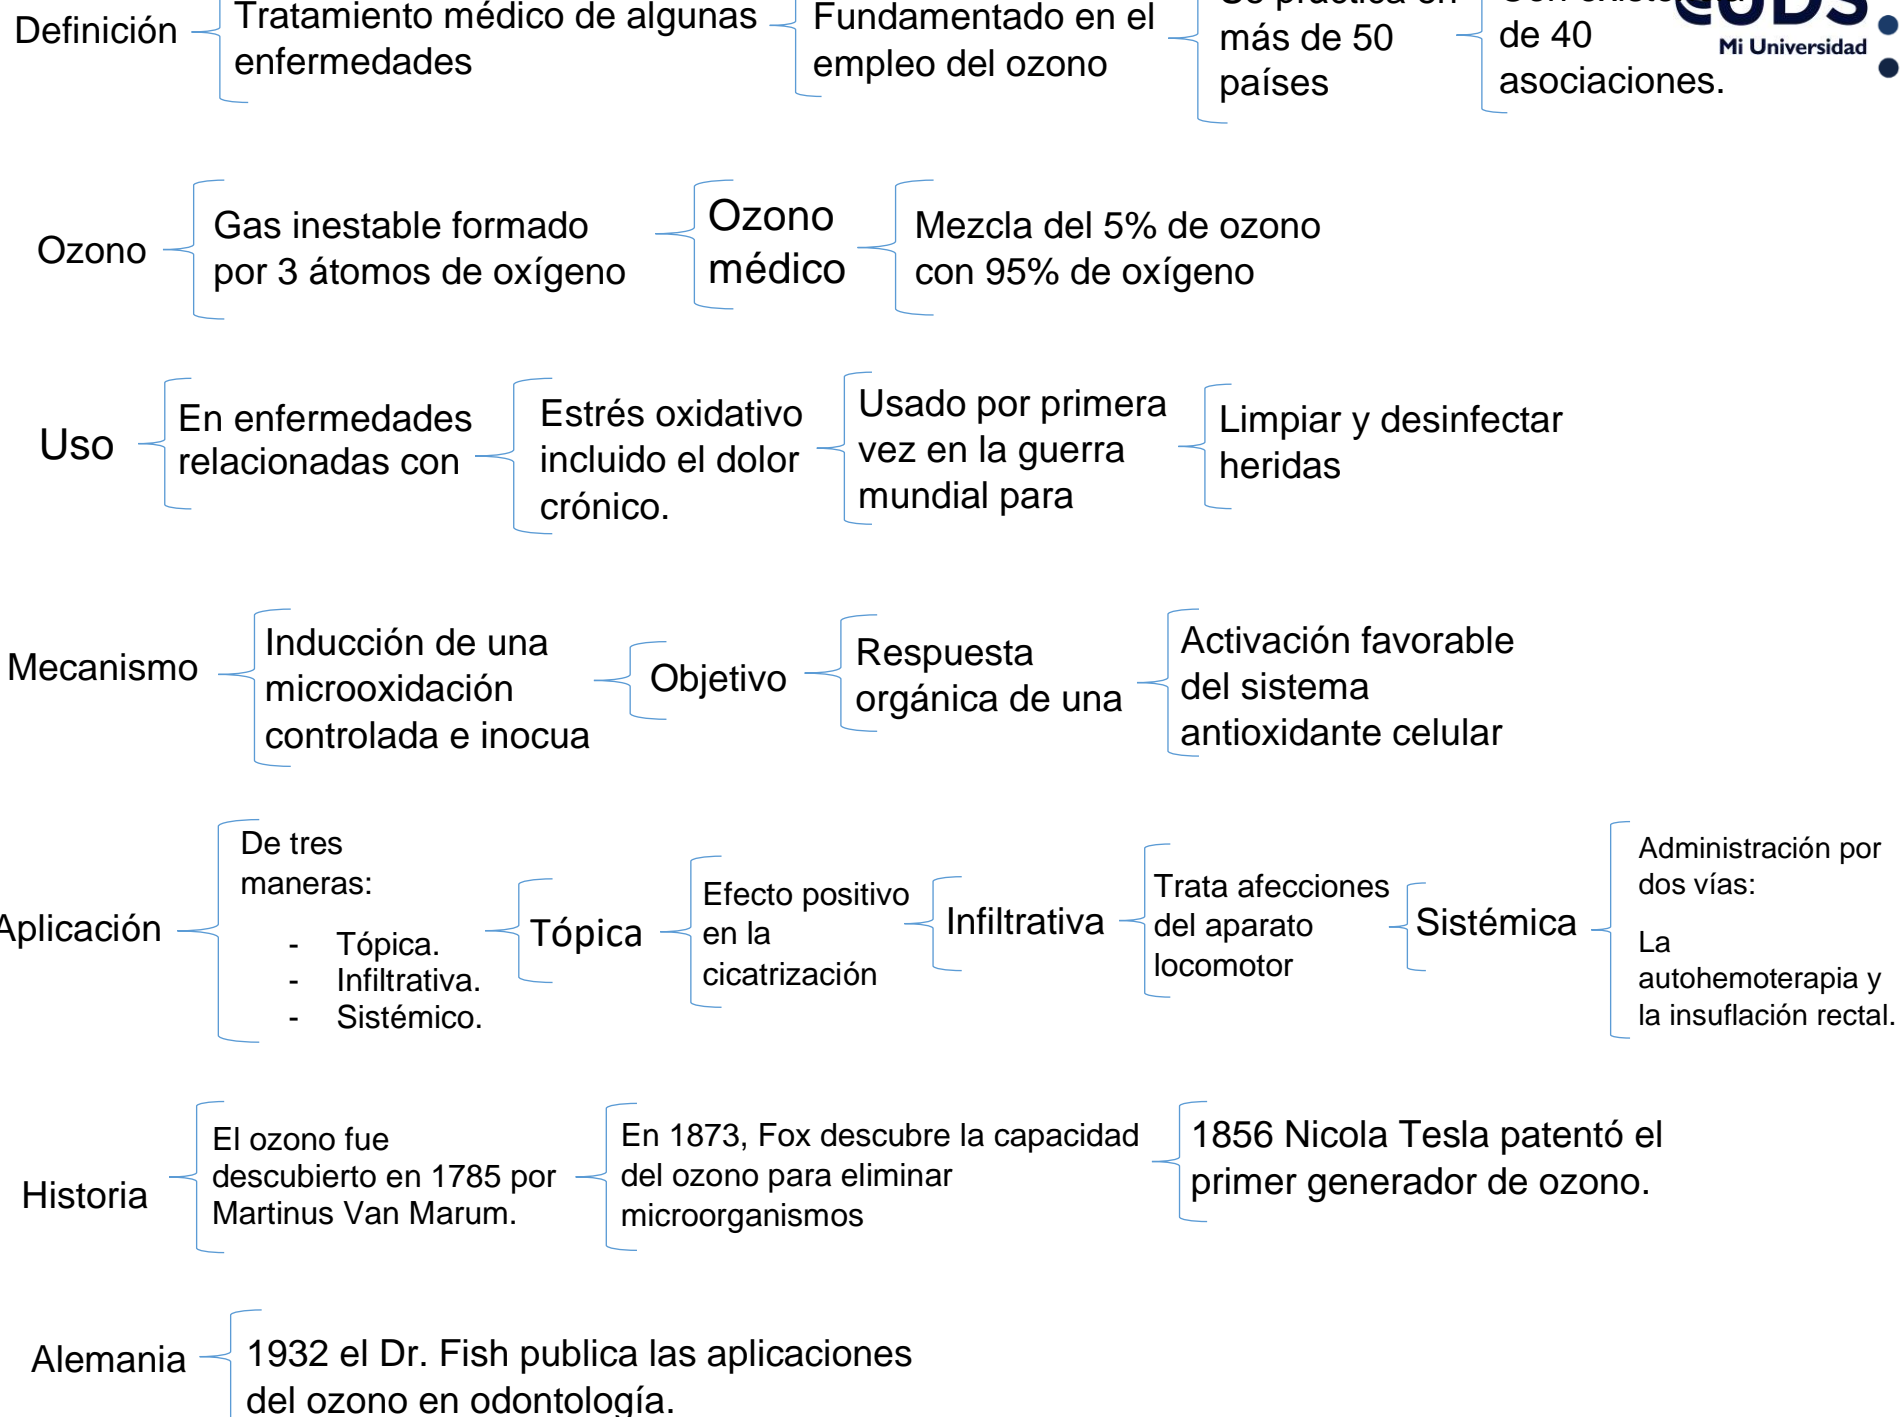 Definición
Tratamiento médico de algunas
enfermedades
Fundamentado en el
empleo del ozono
más de 50
países
de 40
asociaciones.
Mi Universidad
Ozono
Gas inestable formado
por 3 átomos de oxígeno
Ozono
médico
Mezcla del 5% de ozono
con 95% de oxígeno
Uso
En enfermedades
relacionadas con
Estrés oxidativo
incluido el dolor
crónico.
Usado por primera
vez en la guerra
mundial para
Limpiar y desinfectar
heridas
Mecanismo
Inducción de una
microoxidación
controlada e inocua
Objetivo
Respuesta
orgánica de una
Activación favorable
del sistema
antioxidante celular
Aplicación
De tres
maneras:
- Tópica.
- Infiltrativa.
- Sistémico.
Tópica
Efecto positivo
en la
cicatrización
Infiltrativa
Trata afecciones
del aparato
locomotor
Sistémica
Administración por
dos vías:
La
autohemoterapia y
la insuflación rectal.
Historia
El ozono fue
descubierto en 1785 por
Martinus Van Marum.
En 1873, Fox descubre la capacidad
del ozono para eliminar
microorganismos
1856 Nicola Tesla patentó el
primer generador de ozono.
Alemania
1932 el Dr. Fish publica las aplicaciones
del ozono en odontología.